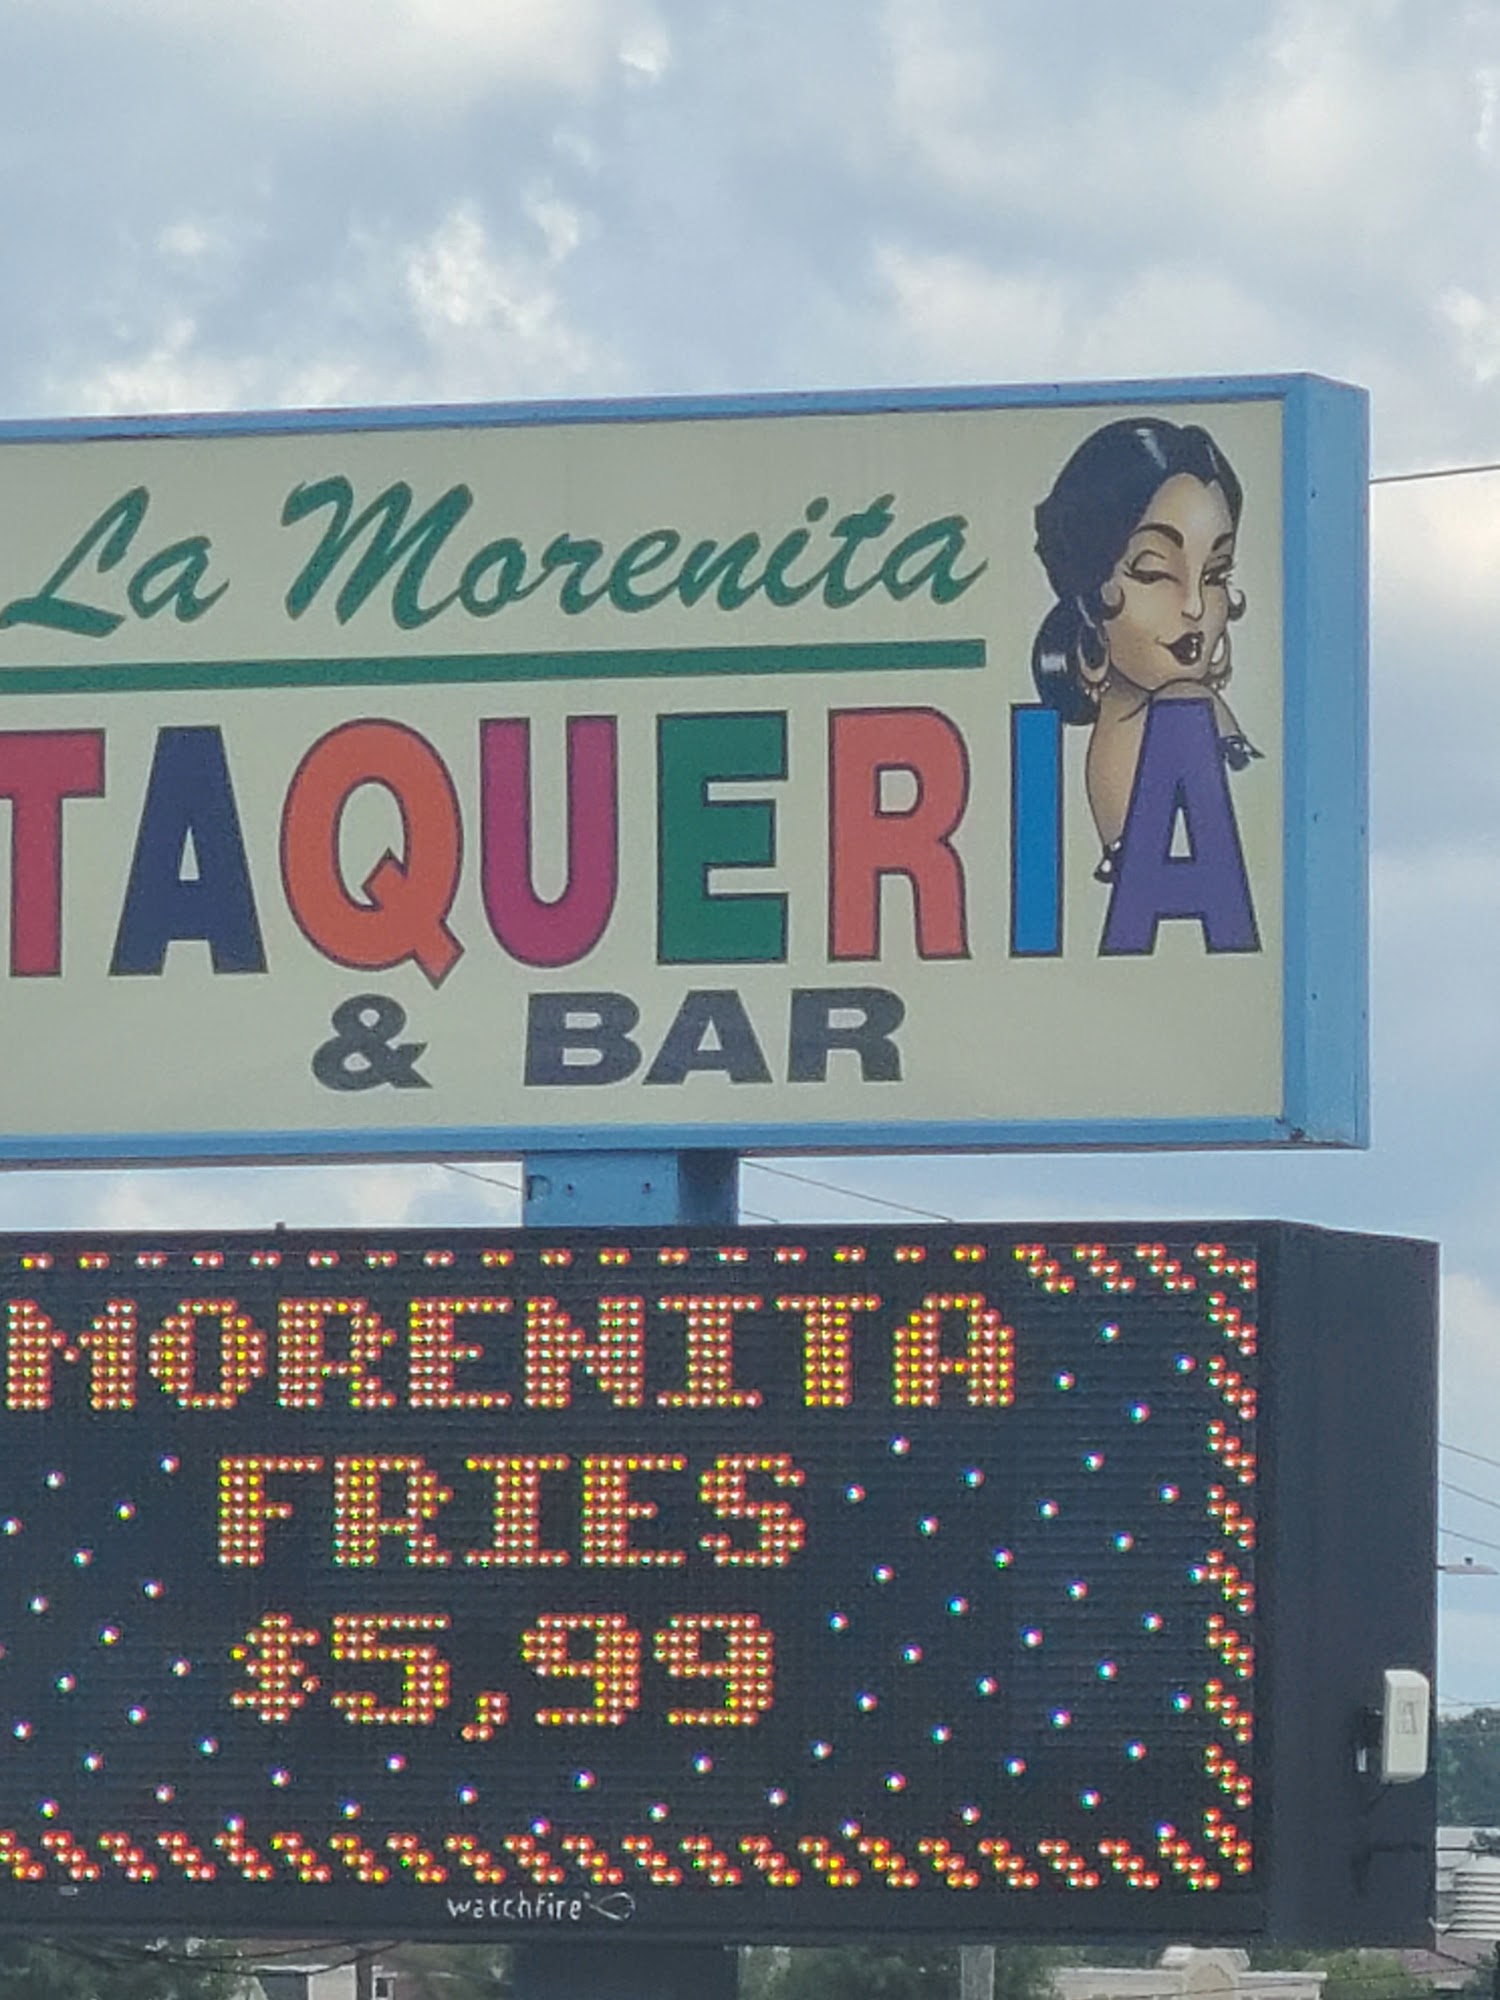 La Morenita
TAQUERIA
& BAR
MORENITA
FRIES
$5,99
watchfire